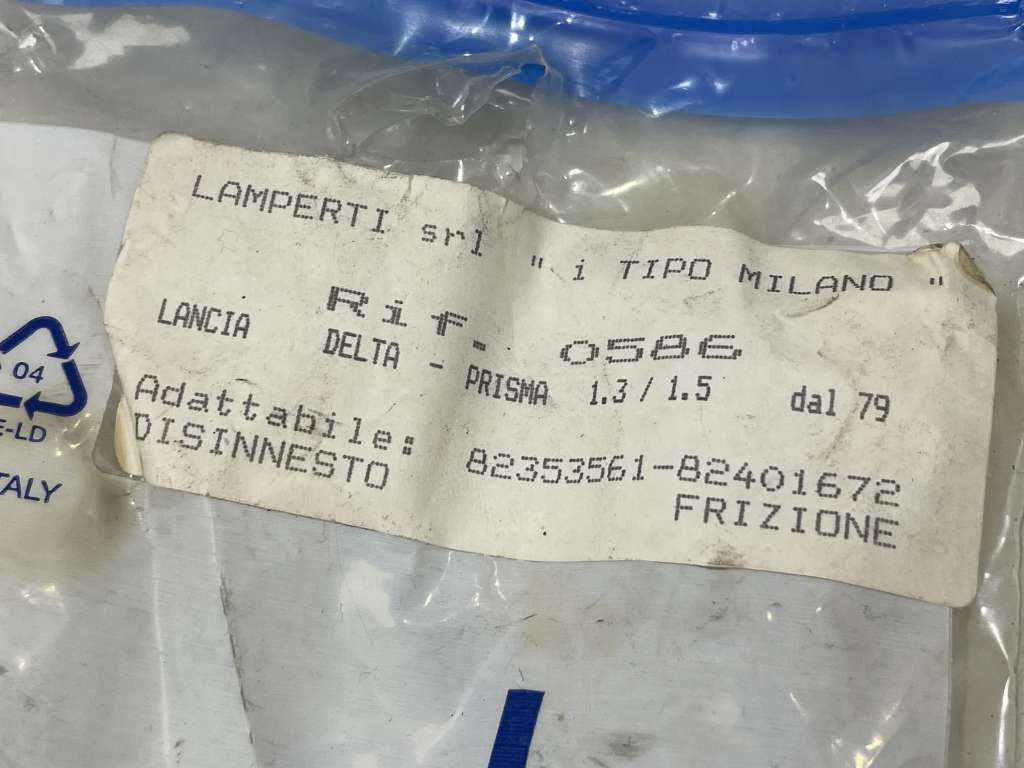 LAMPERTI srl " i TIPO MILANO "
Rif. 0586
LANCIA DELTA - PRISMA 1.3 / 1.5 dal 79
Adattabile: 82353561-82401672
DISINNESTO FRIZIONE
04
E-LD
TALY